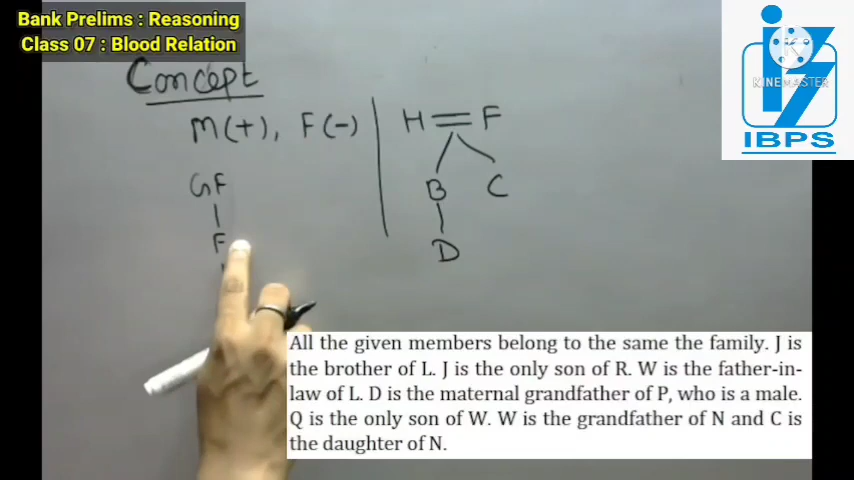 Bank Prelims : Reasoning
Class 07 : Blood Relation
KINEMASTER
IBPS
Concept
M(+), F(-)
H = F
GF
B C
F
D
All the given members belong to the same the family. J is
the brother of L. J is the only son of R. W is the father-in-
law of L. D is the maternal grandfather of P, who is a male.
Q is the only son of W. W is the grandfather of N and C is
the daughter of N.